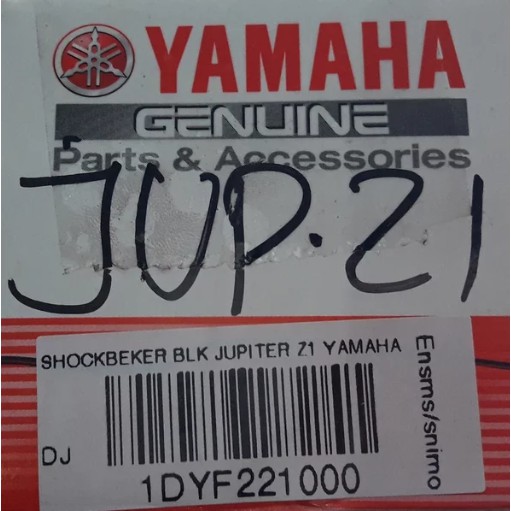 YAMAHA
GENUINE
Parts & Accessories
JUP.Z1
SHOCKBEKER BLK JUPITER Z1 YAMAHA
DJ
1DYF221000
Ensms/snimo